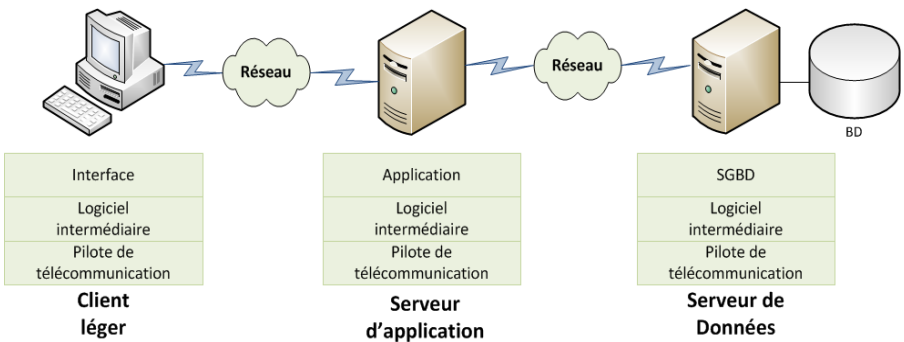 Réseau
Réseau
BD
Interface
Logiciel
intermédiaire
Pilote de
télécommunication
Client
léger
Application
Logiciel
intermédiaire
Pilote de
télécommunication
Serveur
d'application
SGBD
Logiciel
intermédiaire
Pilote de
télécommunication
Serveur de
Données